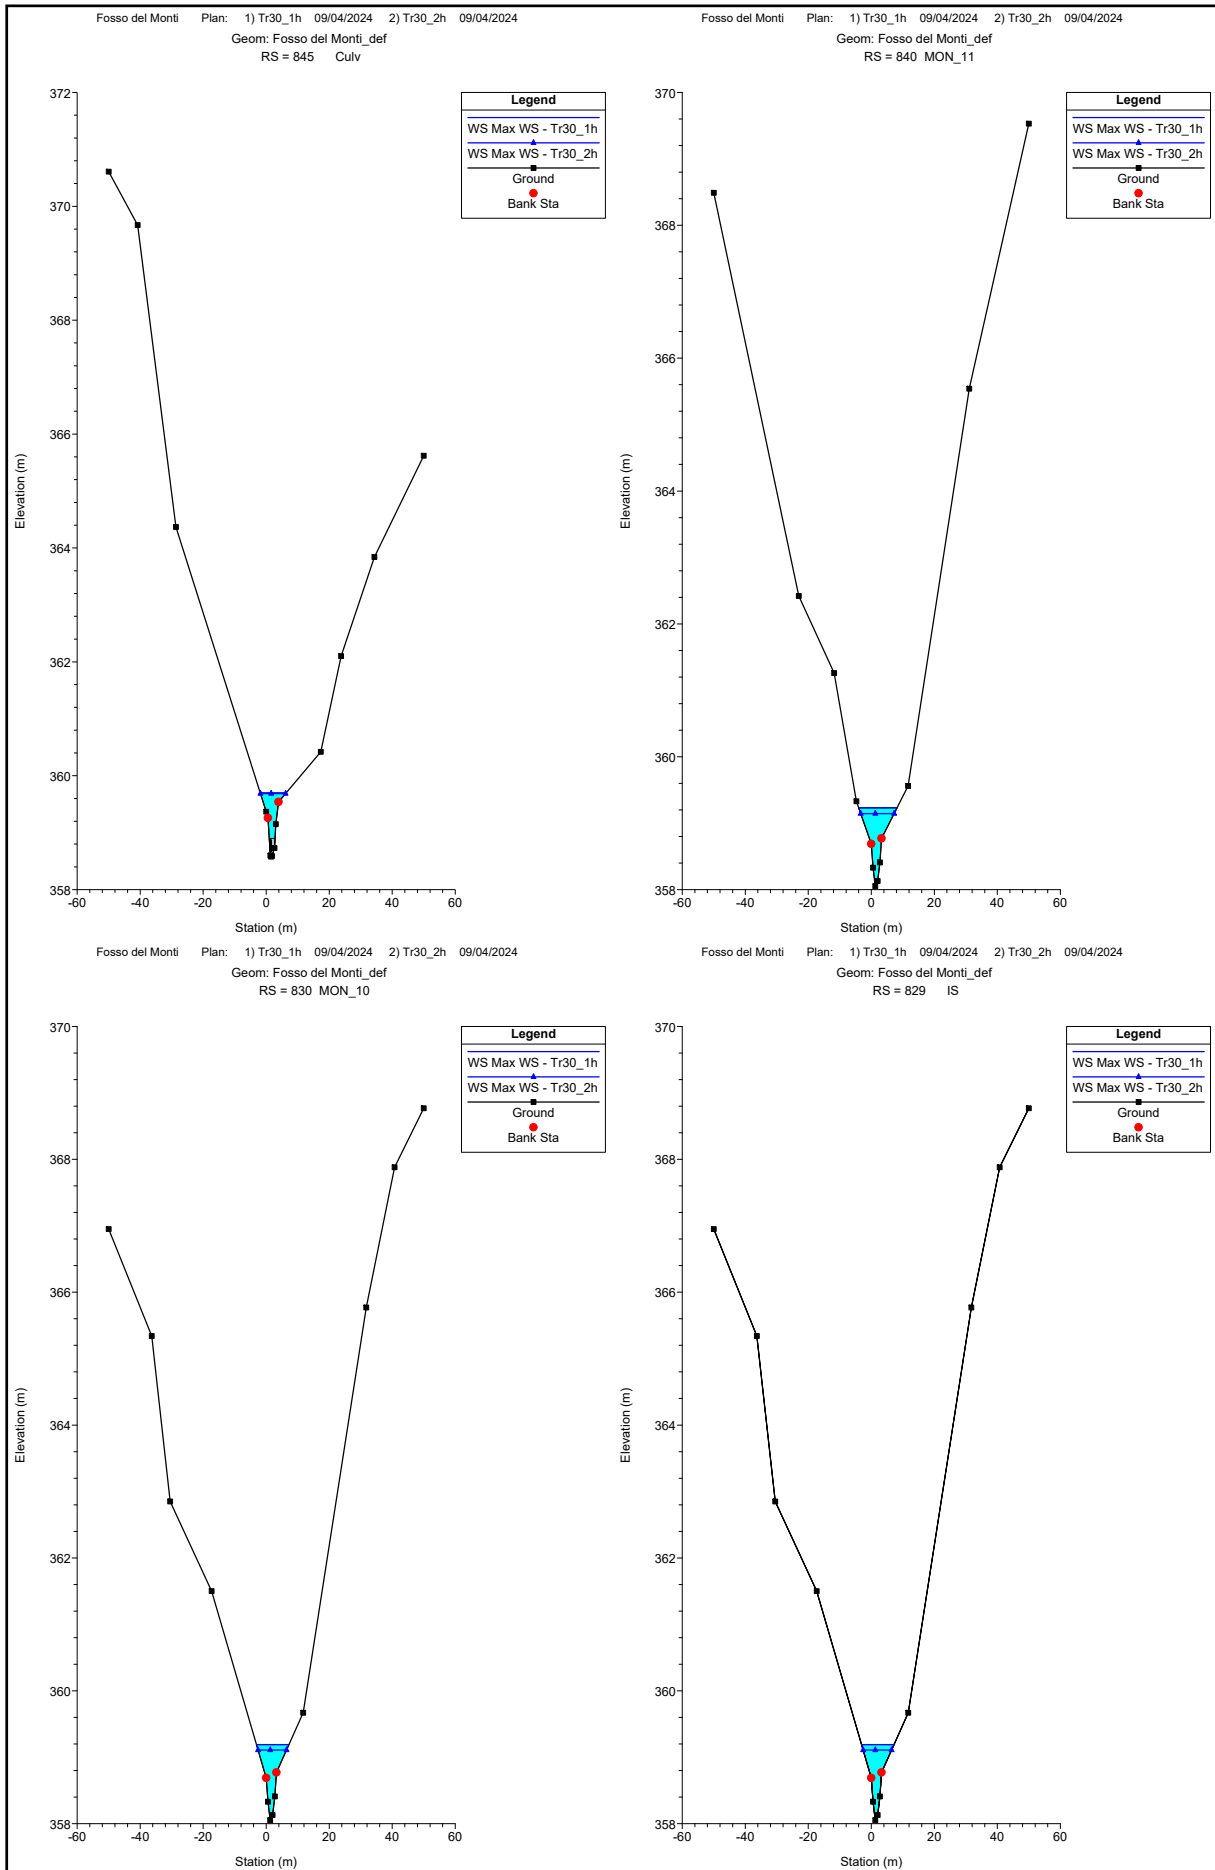 Fosso del Monti Plan: 1) Tr30_1h 09/04/2024 2) Tr30_2h 09/04/2024
Geom: Fosso del Monti_def
RS = 845 Culv
Legend
WS Max WS - Tr30_1h
WS Max WS - Tr30_2h
Ground
Bank Sta
372
370
368
366
364
362
360
358
Elevation (m)
-60 -40 -20 0 20 40 60
Station (m)
Fosso del Monti Plan: 1) Tr30_1h 09/04/2024 2) Tr30_2h 09/04/2024
Geom: Fosso del Monti_def
RS = 840 MON_11
Legend
WS Max WS - Tr30_1h
WS Max WS - Tr30_2h
Ground
Bank Sta
370
368
366
364
362
360
358
Elevation (m)
-60 -40 -20 0 20 40 60
Station (m)
Fosso del Monti Plan: 1) Tr30_1h 09/04/2024 2) Tr30_2h 09/04/2024
Geom: Fosso del Monti_def
RS = 830 MON_10
Legend
WS Max WS - Tr30_1h
WS Max WS - Tr30_2h
Ground
Bank Sta
370
368
366
364
362
360
358
Elevation (m)
-60 -40 -20 0 20 40 60
Station (m)
Fosso del Monti Plan: 1) Tr30_1h 09/04/2024 2) Tr30_2h 09/04/2024
Geom: Fosso del Monti_def
RS = 829 IS
Legend
WS Max WS - Tr30_1h
WS Max WS - Tr30_2h
Ground
Bank Sta
370
368
366
364
362
360
358
Elevation (m)
-60 -40 -20 0 20 40 60
Station (m)